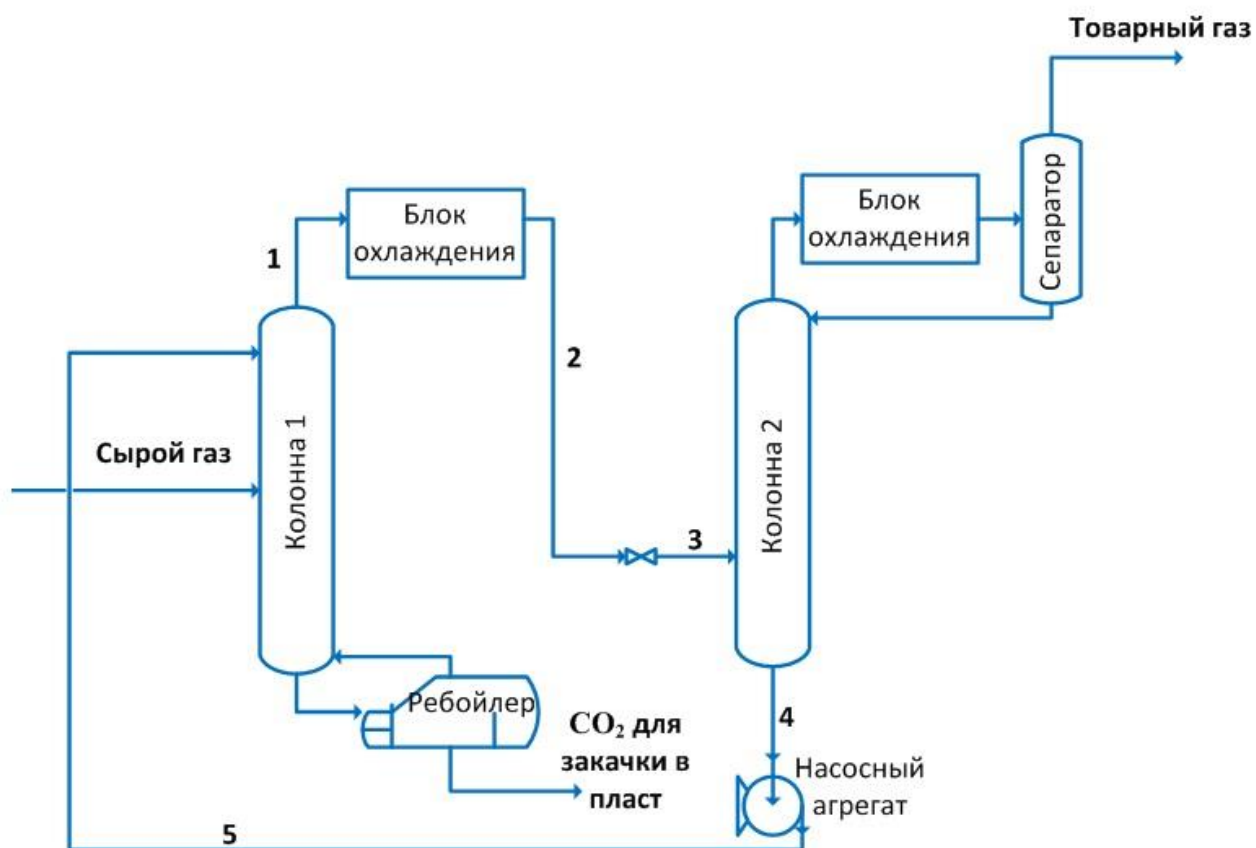 Товарный газ
Блок
охлаждения
Блок
охлаждения
Сепаратор
1
2
Сырой газ
Колонна 1
3
Колонна 2
Ребойлер
CO₂ для
закачки в
пласт
4
Насосный
агрегат
5